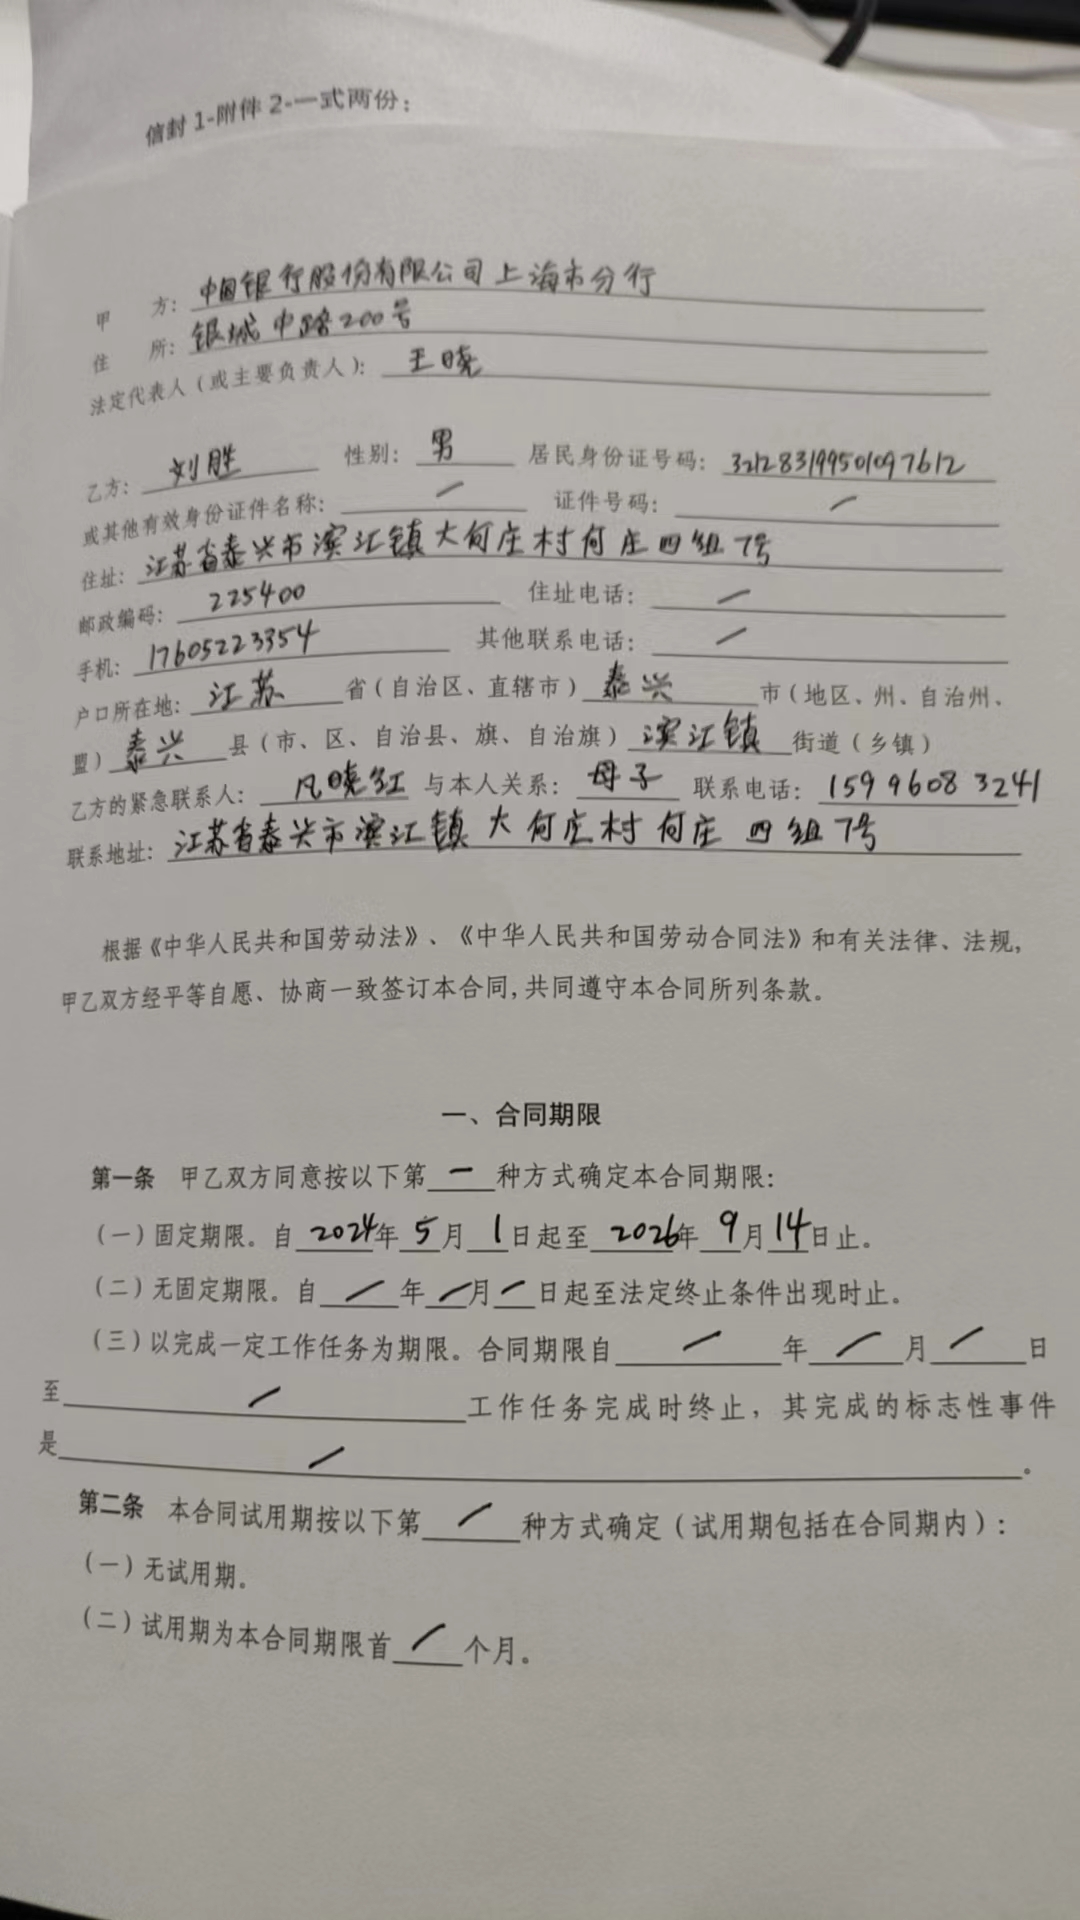 信封1-附件2-一式两份：
甲 方：中国银行股份有限公司上海市分行
住 所：银城中路200号
法定代表人（或主要负责人）：王晓
乙方：刘胜 性别：男 居民身份证号码：321283199501097612
或其他有效身份证件名称：/ 证件号码：/
住址：江苏省泰兴市滨江镇大何庄村何庄四组7号
邮政编码：225400 住址电话：/
手机：17605223354 其他联系电话：/
户口所在地：江苏省（自治区、直辖市）泰兴市（地区、州、自治州、
盟）泰兴县（市、区、自治县、旗、自治旗）滨江镇街道（乡镇）
乙方的紧急联系人：凡晓红 与本人关系：母子 联系电话：15996083241
联系地址：江苏省泰兴市滨江镇大何庄村何庄四组7号
根据《中华人民共和国劳动法》、《中华人民共和国劳动合同法》和有关法律、法规，
甲乙双方经平等自愿、协商一致签订本合同，共同遵守本合同所列条款。
一、合同期限
第一条 甲乙双方同意按以下第一种方式确定本合同期限：
（一）固定期限。自2024年5月1日起至2026年9月14日止。
（二）无固定期限。自/年/月/日起至法定终止条件出现时止。
（三）以完成一定工作任务为期限。合同期限自/年/月/日
至/工作任务完成时终止，其完成的标志性事件
是/。
第二条 本合同试用期按以下第/种方式确定（试用期包括在合同期内）：
（一）无试用期。
（二）试用期为本合同期限首/个月。